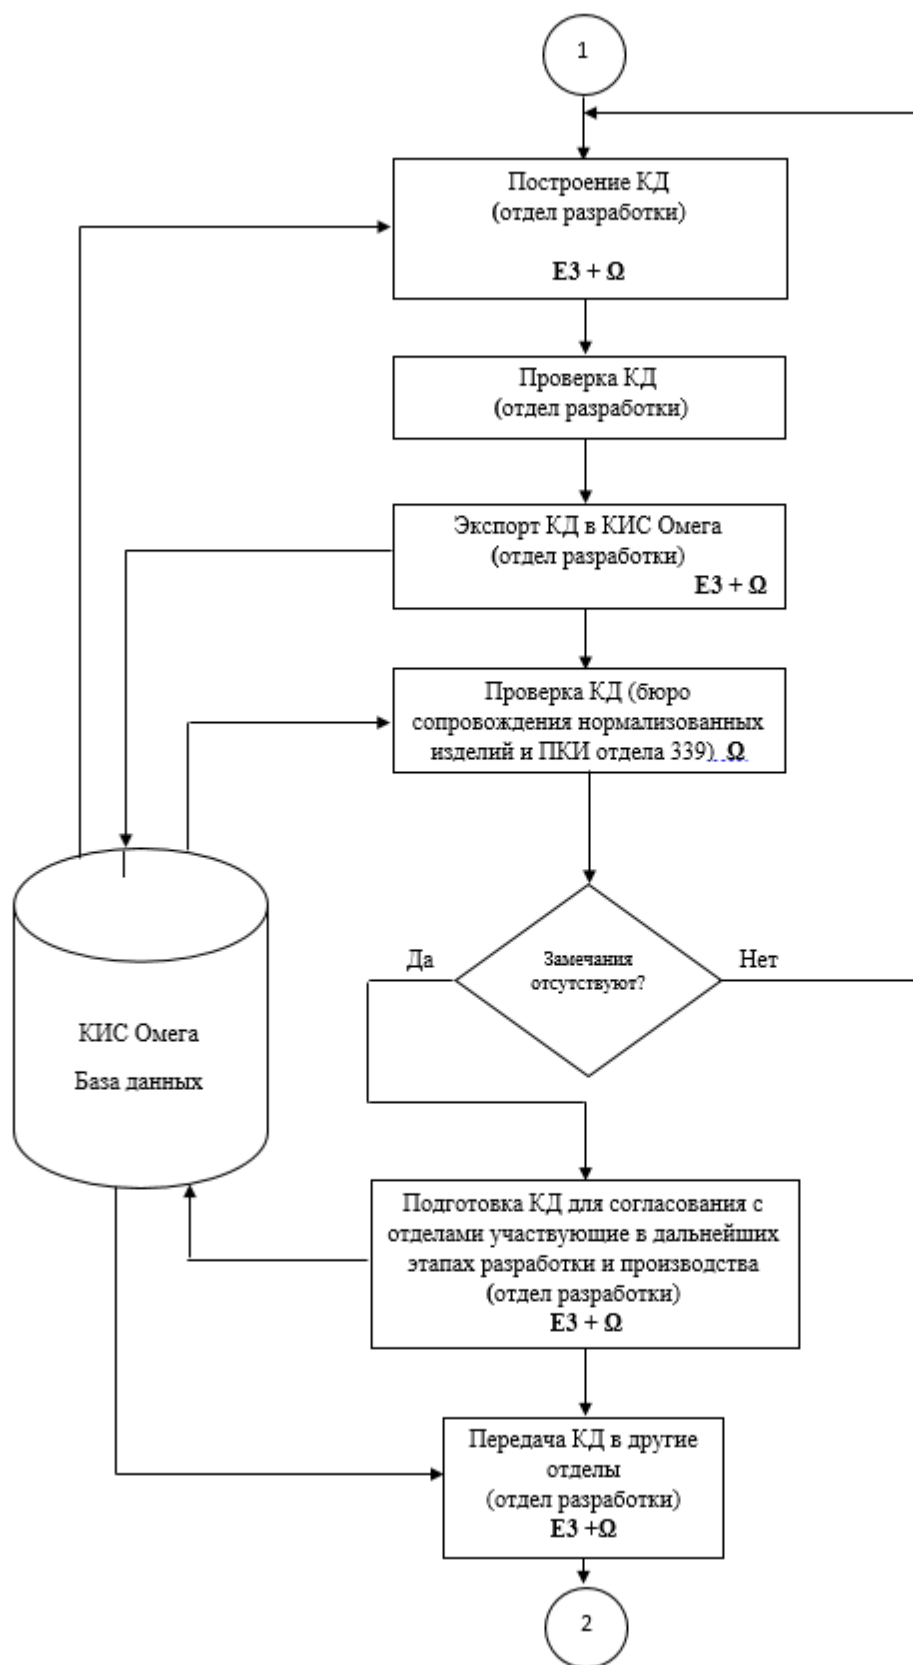 1
Построение КД
(отдел разработки)
Е3 + Ω
Проверка КД
(отдел разработки)
Экспорт КД в КИС Омега
(отдел разработки)
Е3 + Ω
Проверка КД (бюро
сопровождения нормализованных
изделий и ПКИ отдела 339) Ω
Да
Замечания
отсутствуют?
Нет
КИС Омега
База данных
Подготовка КД для согласования с
отделами участвующие в дальнейших
этапах разработки и производства
(отдел разработки)
Е3 + Ω
Передача КД в другие
отделы
(отдел разработки)
Е3 +Ω
2